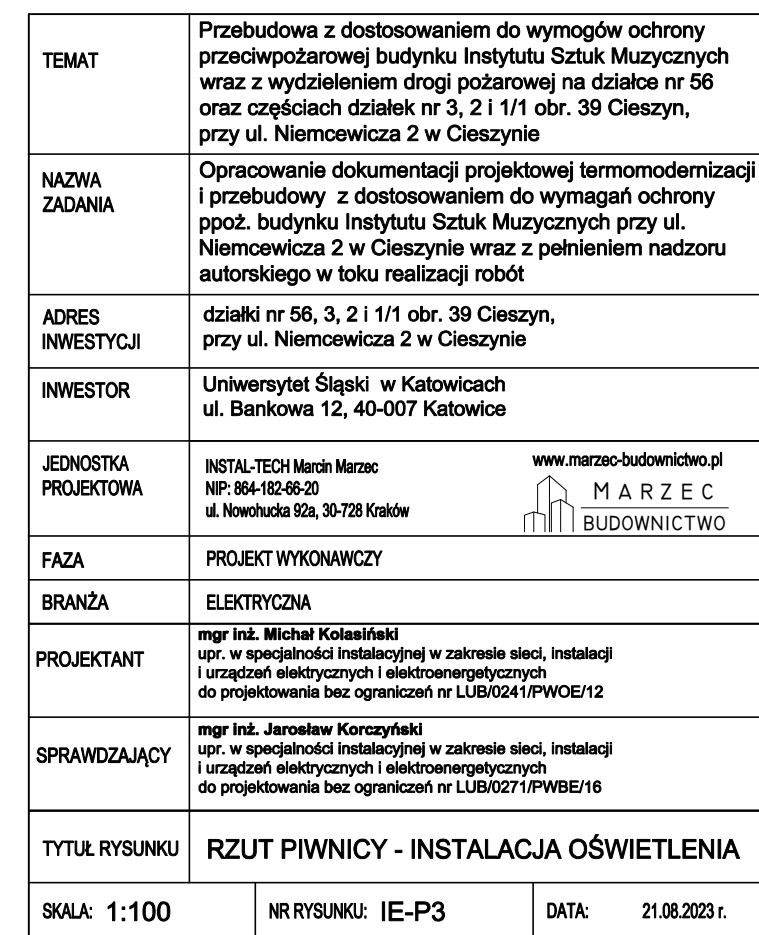 TEMAT
Przebudowa z dostosowaniem do wymogów ochrony
przeciwpożarowej budynku Instytutu Sztuk Muzycznych
wraz z wydzieleniem drogi pożarowej na działce nr 56
oraz częściach działek nr 3, 2 i 1/1 obr. 39 Cieszyn,
przy ul. Niemcewicza 2 w Cieszynie
NAZWA
ZADANIA
Opracowanie dokumentacji projektowej termomodernizacji
i przebudowy z dostosowaniem do wymagań ochrony
ppoż. budynku Instytutu Sztuk Muzycznych przy ul.
Niemcewicza 2 w Cieszynie wraz z pełnieniem nadzoru
autorskiego w toku realizacji robót
ADRES
INWESTYCJI
działki nr 56, 3, 2 i 1/1 obr. 39 Cieszyn,
przy ul. Niemcewicza 2 w Cieszynie
INWESTOR
Uniwersytet Śląski w Katowicach
ul. Bankowa 12, 40-007 Katowice
JEDNOSTKA
PROJEKTOWA
INSTAL-TECH Marcin Marzec
NIP: 864-182-66-20
ul. Nowohucka 92a, 30-728 Kraków
www.marzec-budownictwo.pl
MARZEC
BUDOWNICTWO
FAZA
PROJEKT WYKONAWCZY
BRANŻA
ELEKTRYCZNA
PROJEKTANT
mgr inż. Michał Kolasiński
upr. w specjalności instalacyjnej w zakresie sieci, instalacji
i urządzeń elektrycznych i elektroenergetycznych
do projektowania bez ograniczeń nr LUB/0241/PWOE/12
SPRAWDZAJĄCY
mgr inż. Jarosław Korczyński
upr. w specjalności instalacyjnej w zakresie sieci, instalacji
i urządzeń elektrycznych i elektroenergetycznych
do projektowania bez ograniczeń nr LUB/0271/PWBE/16
TYTUŁ RYSUNKU
RZUT PIWNICY - INSTALACJA OŚWIETLENIA
SKALA: 1:100
NR RYSUNKU: IE-P3
DATA: 21.08.2023 r.